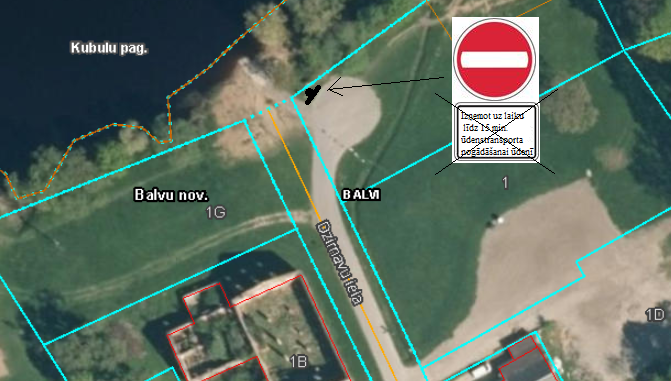 Kubulu pag.
Izņemot uz laiku
līdz 15 min.
ūdenstransporta
nogādāšanai ūdenī
Balvu nov.
BALVI
1
1G
Dzirnavu iela
1D
1B